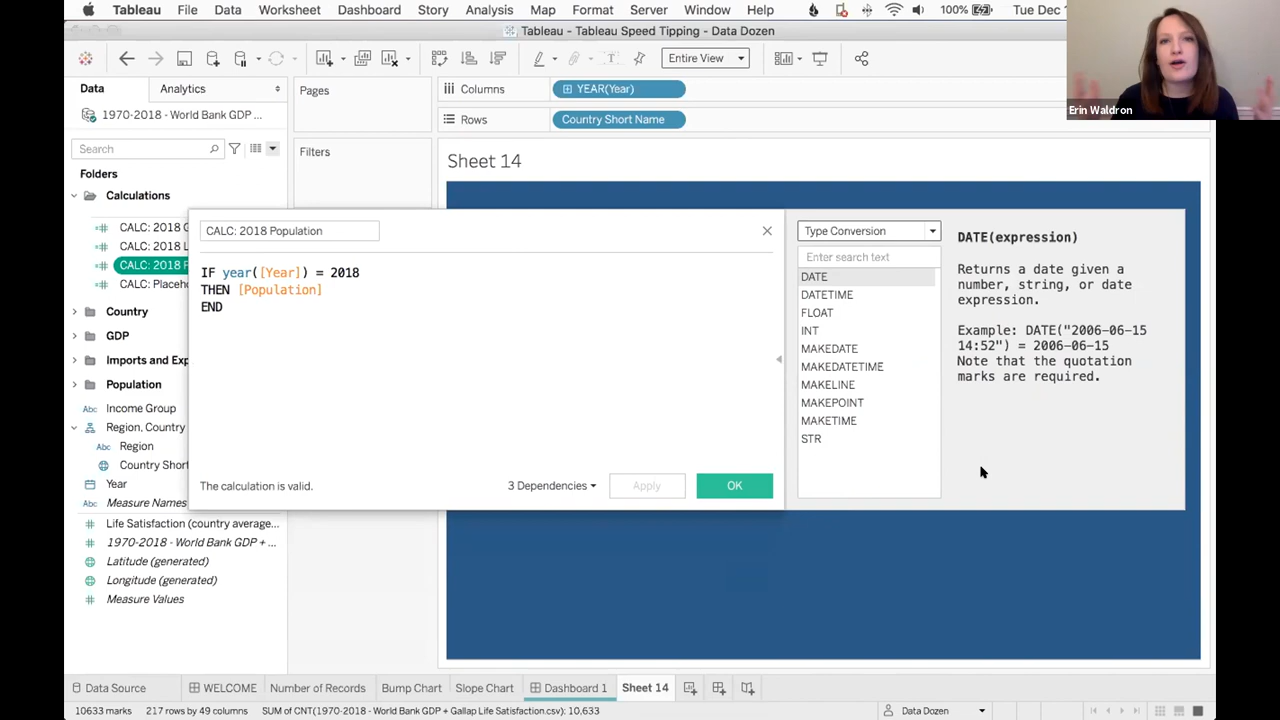 Tableau File Data Worksheet Dashboard Story Analysis Map Format Server Window Help 100% Tue Dec
Tableau - Tableau Speed Tipping - Data Dozen
Entire View
Erin Waldron
Data Analytics
1970-2018 - World Bank GDP ...
Search
Folders
Calculations
CALC: 2018
CALC: 2018
CALC: 2018
CALC:
Country
GDP
Imports and
Population
Income Group
Region, Country
Region
Country Short
Year
Measure Names
Life Satisfaction (country average...
1970-2018 - World Bank GDP + ...
Latitude (generated)
Longitude (generated)
Measure Values
Pages
Filters
Columns YEAR(Year)
Rows Country Short Name
Sheet 14
CALC: 2018 Population
IF year([Year]) = 2018
THEN [Population]
END
The calculation is valid.
3 Dependencies
Apply
OK
Type Conversion
Enter search text
DATE
DATETIME
FLOAT
INT
MAKEDATE
MAKEDATETIME
MAKELINE
MAKEPOINT
MAKETIME
STR
DATE(expression)
Returns a date given a
number, string, or date
expression.
Example: DATE("2006-06-15
14:52") = 2006-06-15
Note that the quotation
marks are required.
Data Source WELCOME Number of Records Bump Chart Slope Chart Dashboard 1 Sheet 14
10633 marks 217 rows by 49 columns SUM of CNT(1970-2018 - World Bank GDP + Gallap Life Satisfaction.csv): 10,633 Data Dozen